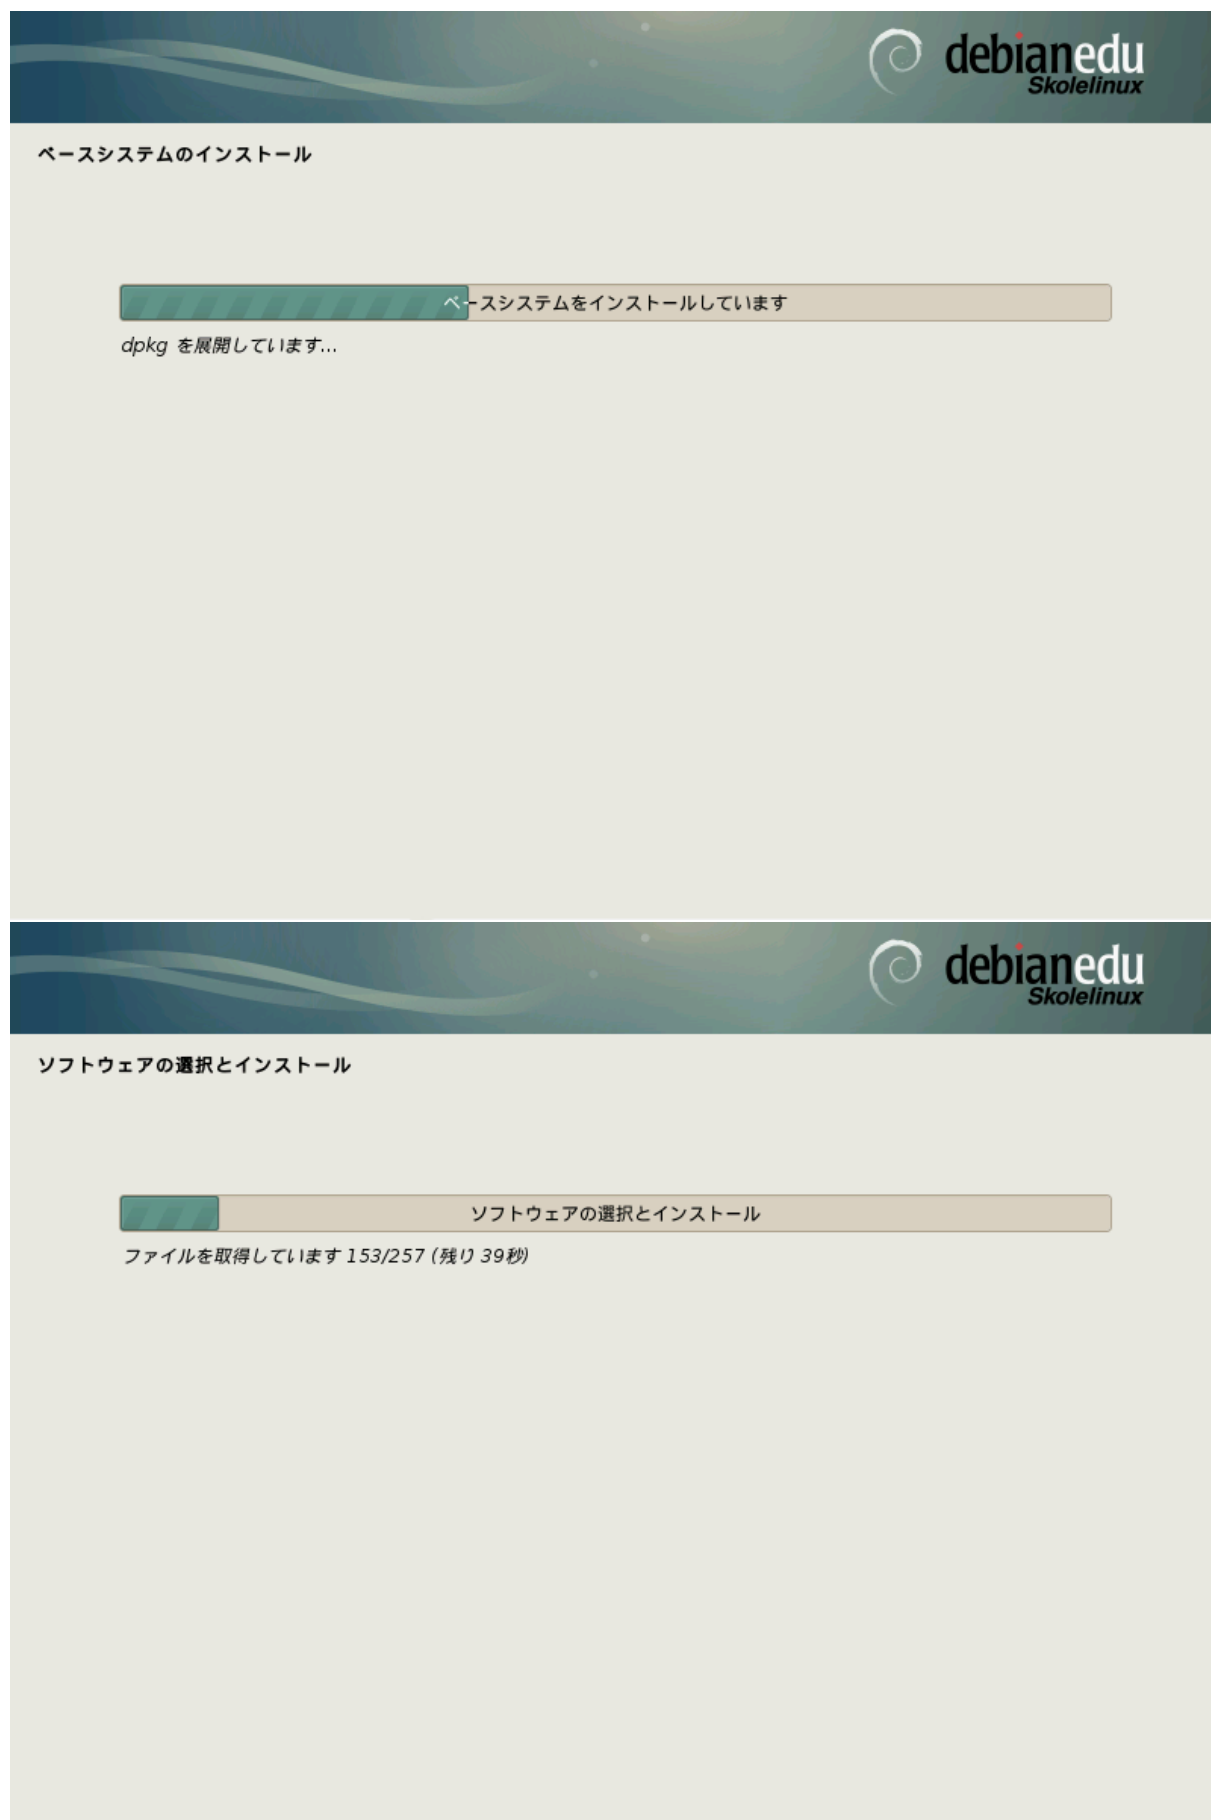 debianedu
Skolelinux
ベースシステムのインストール
ベースシステムをインストールしています
dpkg を展開しています...
debianedu
Skolelinux
ソフトウェアの選択とインストール
ソフトウェアの選択とインストール
ファイルを取得しています 153/257 (残り 39秒)